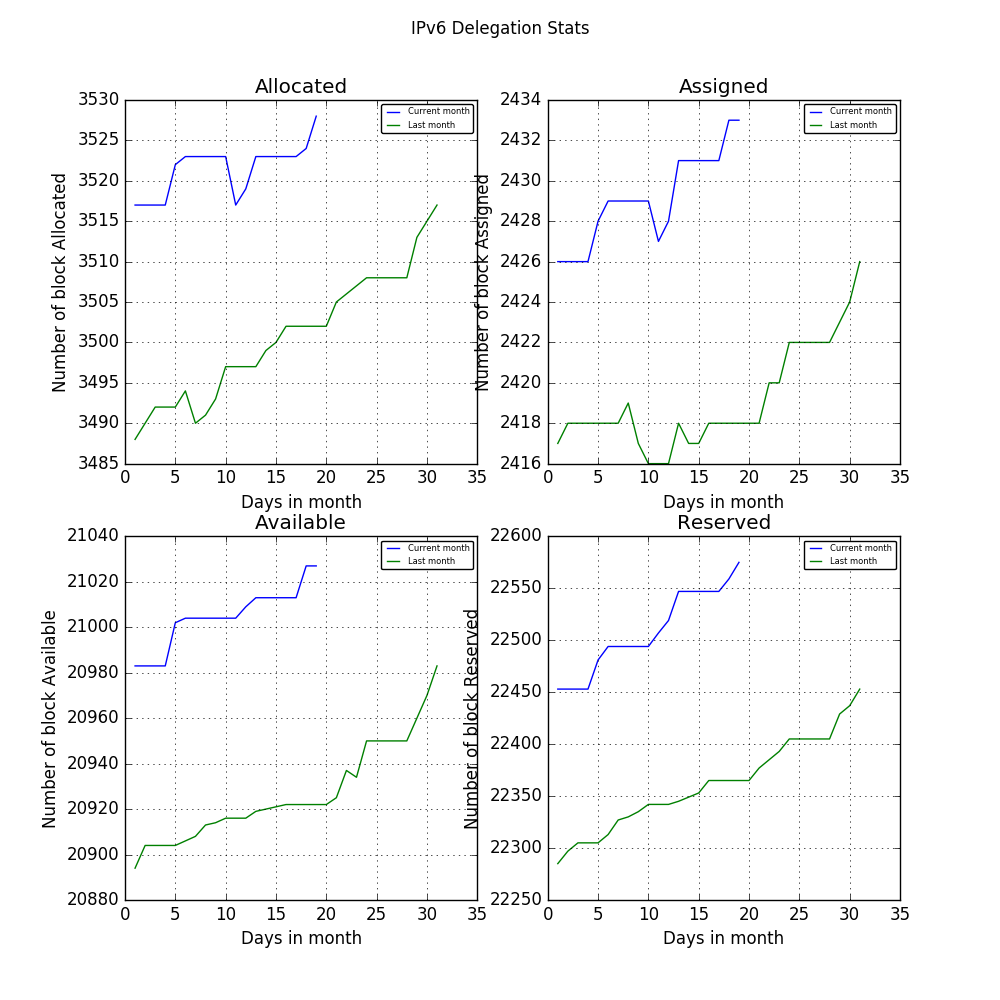 IPv6 Delegation Stats
Allocated
Number of block Allocated
3530
3525
3520
3515
3510
3505
3500
3495
3490
3485
0 5 10 15 20 25 30 35
Days in month
Current month
Last month
Assigned
Number of block Assigned
2434
2432
2430
2428
2426
2424
2422
2420
2418
2416
0 5 10 15 20 25 30 35
Days in month
Current month
Last month
Available
Number of block Available
21040
21020
21000
20980
20960
20940
20920
20900
20880
0 5 10 15 20 25 30 35
Days in month
Current month
Last month
Reserved
Number of block Reserved
22600
22550
22500
22450
22400
22350
22300
22250
0 5 10 15 20 25 30 35
Days in month
Current month
Last month